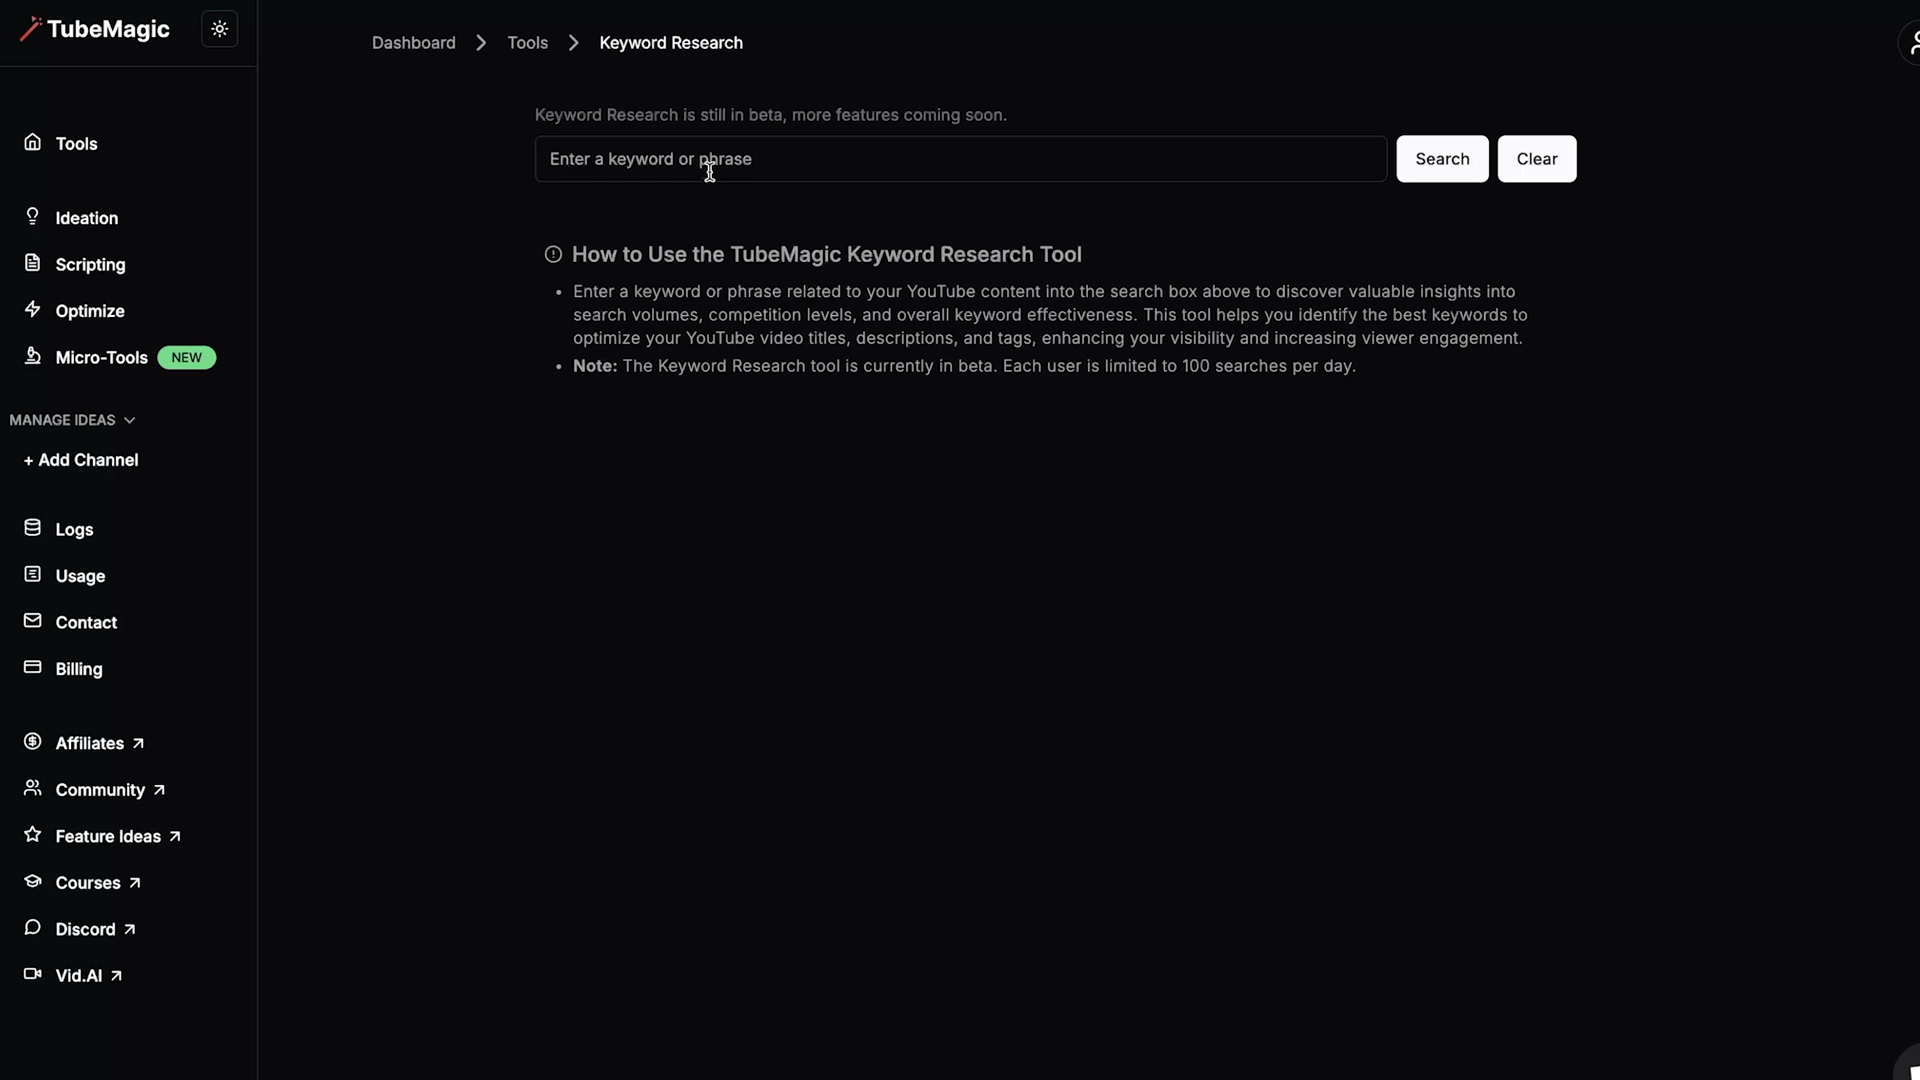 TubeMagic
Tools
Ideation
Scripting
Optimize
Micro-Tools NEW
MANAGE IDEAS
+ Add Channel
Logs
Usage
Contact
Billing
Affiliates
Community
Feature Ideas
Courses
Discord
Vid.AI
Dashboard > Tools > Keyword Research
Keyword Research is still in beta, more features coming soon.
Enter a keyword or phrase
Search Clear
How to Use the TubeMagic Keyword Research Tool
• Enter a keyword or phrase related to your YouTube content into the search box above to discover valuable insights into
search volumes, competition levels, and overall keyword effectiveness. This tool helps you identify the best keywords to
optimize your YouTube video titles, descriptions, and tags, enhancing your visibility and increasing viewer engagement.
• Note: The Keyword Research tool is currently in beta. Each user is limited to 100 searches per day.